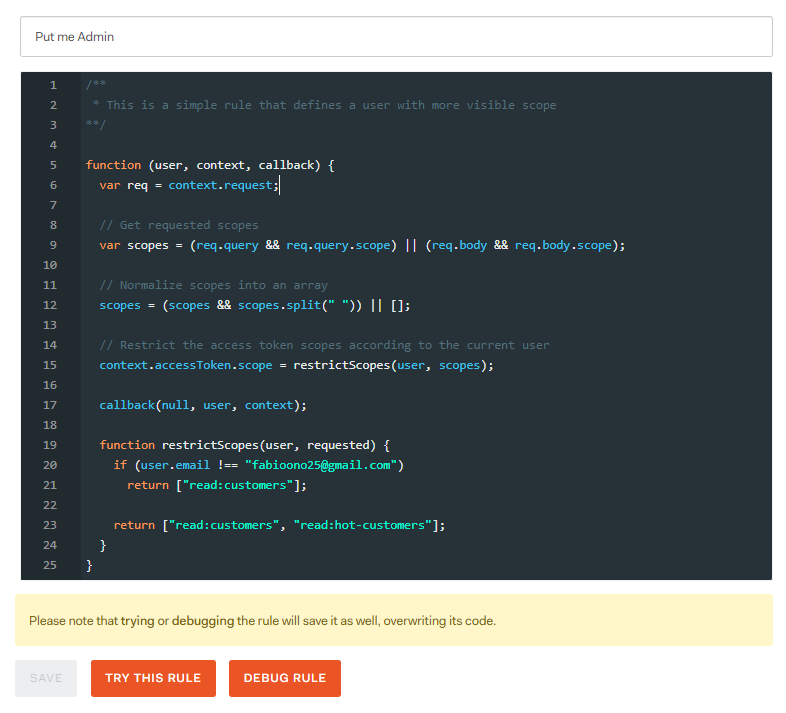 Put me Admin
1 /**
2  * This is a simple rule that defines a user with more visible scope
3 **/
4
5 function (user, context, callback) {
6   var req = context.request;
7
8   // Get requested scopes
9   var scopes = (req.query && req.query.scope) || (req.body && req.body.scope);
10
11   // Normalize scopes into an array
12   scopes = (scopes && scopes.split(" ")) || [];
13
14   // Restrict the access token scopes according to the current user
15   context.accessToken.scope = restrictScopes(user, scopes);
16
17   callback(null, user, context);
18
19   function restrictScopes(user, requested) {
20     if (user.email !== "fabioono25@gmail.com")
21       return ["read:customers"];
22
23     return ["read:customers", "read:hot-customers"];
24   }
25 }
Please note that trying or debugging the rule will save it as well, overwriting its code.
SAVE TRY THIS RULE DEBUG RULE